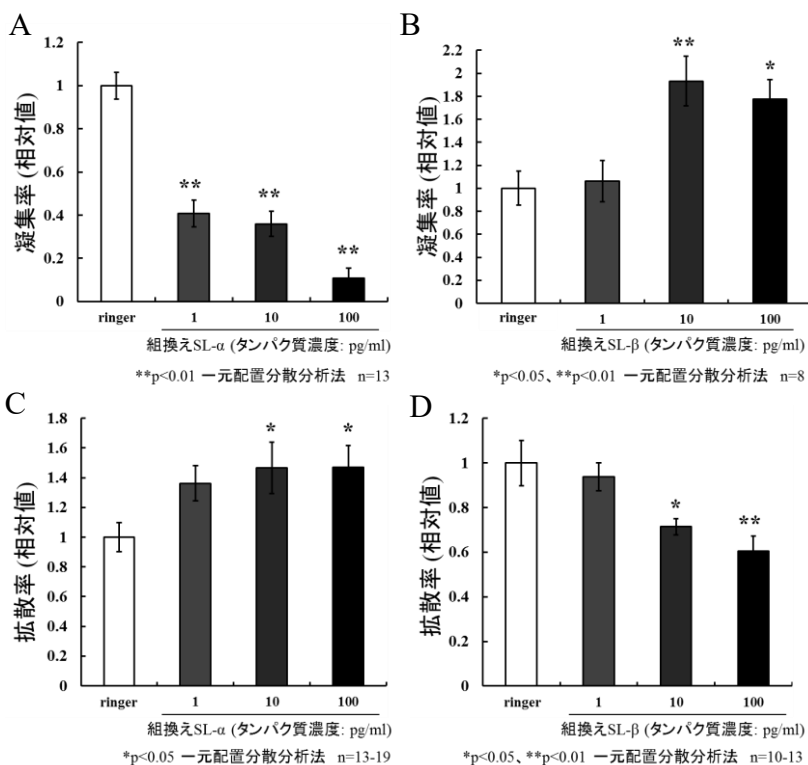 A
凝集率 (相対値)
1.2
1
0.8
0.6
0.4
0.2
0
**
**
**
ringer
1
10
100
組換えSL-α (タンパク質濃度: pg/ml)
**p<0.01 一元配置分散分析法 n=13
B
凝集率 (相対値)
2.2
2
1.8
1.6
1.4
1.2
1
0.8
0.6
0.4
0.2
0
**
*
ringer
1
10
100
組換えSL-β (タンパク質濃度: pg/ml)
*p<0.05、**p<0.01 一元配置分散分析法 n=8
C
拡散率 (相対値)
1.8
1.6
1.4
1.2
1
0.8
0.6
0.4
0.2
0
*
*
ringer
1
10
100
組換えSL-α (タンパク質濃度: pg/ml)
*p<0.05 一元配置分散分析法 n=13-19
D
拡散率 (相対値)
1.2
1
0.8
0.6
0.4
0.2
0
*
**
ringer
1
10
100
組換えSL-β (タンパク質濃度: pg/ml)
*p<0.05、**p<0.01 一元配置分散分析法 n=10-13